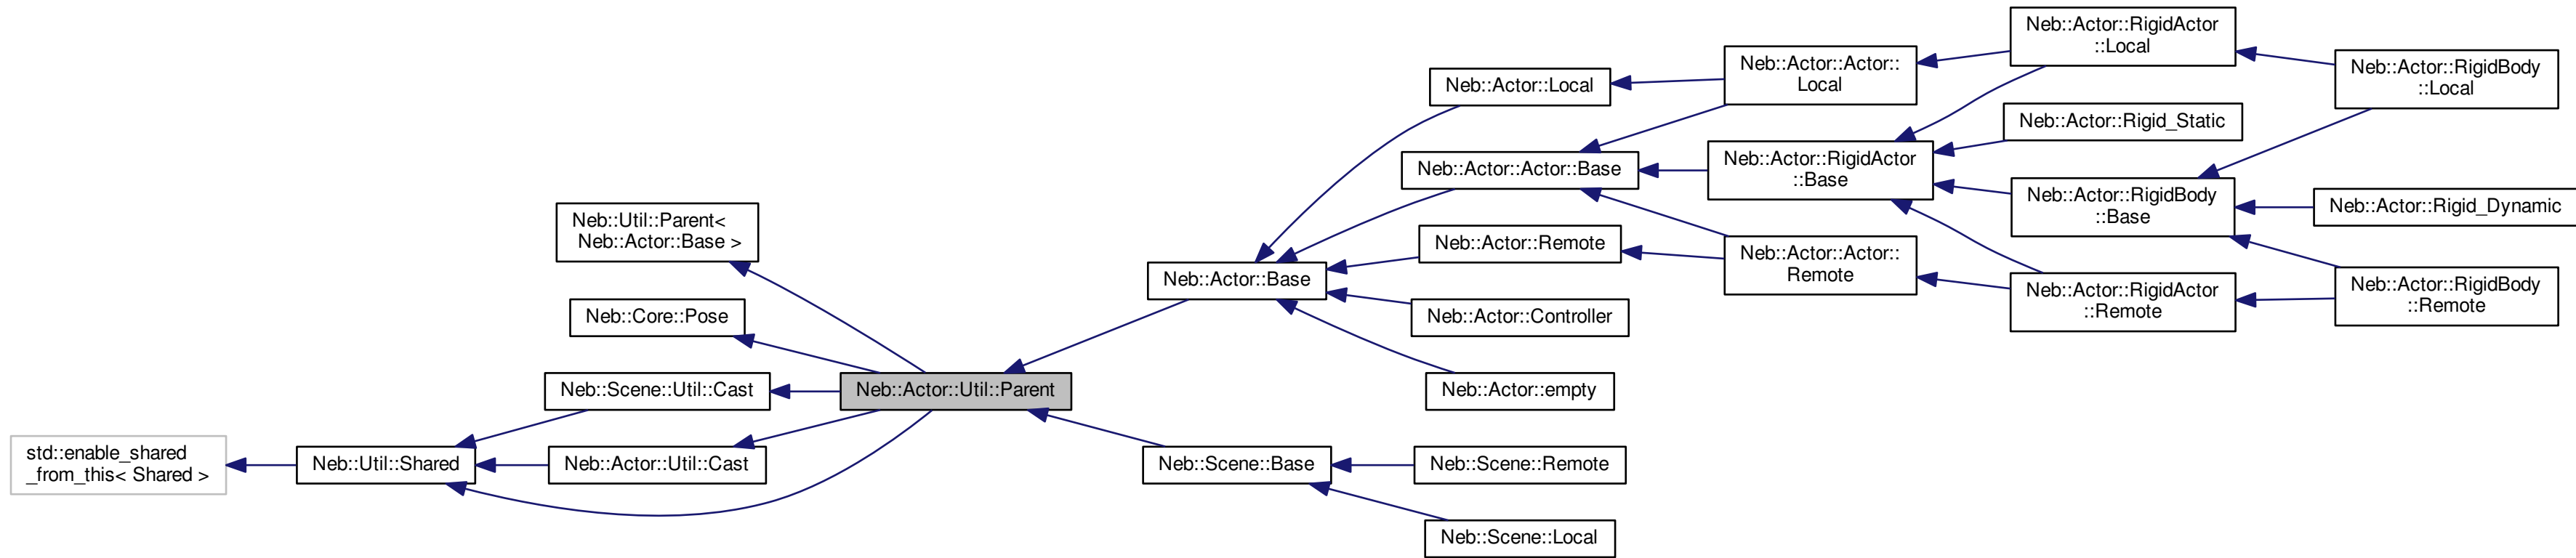 std::enable_shared
_from_this< Shared >
Neb::Util::Shared
Neb::Util::Parent<
Neb::Actor::Base >
Neb::Core::Pose
Neb::Scene::Util::Cast
Neb::Actor::Util::Cast
Neb::Actor::Util::Parent
Neb::Actor::Base
Neb::Scene::Base
Neb::Actor::Local
Neb::Actor::Actor::Base
Neb::Actor::Remote
Neb::Actor::Controller
Neb::Actor::empty
Neb::Scene::Remote
Neb::Scene::Local
Neb::Actor::Actor::
Local
Neb::Actor::RigidActor
::Base
Neb::Actor::Actor::
Remote
Neb::Actor::RigidActor
::Local
Neb::Actor::Rigid_Static
Neb::Actor::RigidBody
::Base
Neb::Actor::RigidActor
::Remote
Neb::Actor::RigidBody
::Local
Neb::Actor::Rigid_Dynamic
Neb::Actor::RigidBody
::Remote